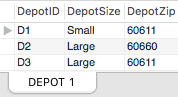 DepotID DepotSize DepotZip
D1 Small 60611
D2 Large 60660
D3 Large 60611
DEPOT 1